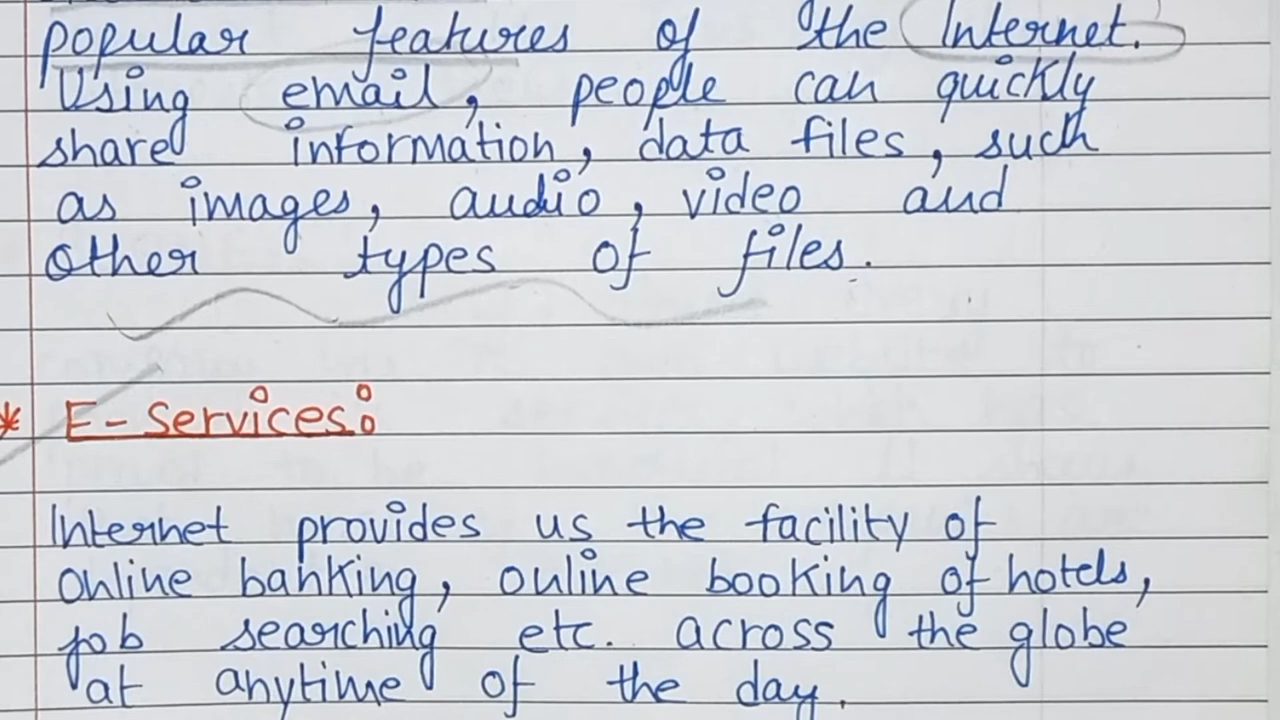 popular features of the Internet.
Using email, people can quickly
share information, data files, such
as images, audio, video and
other types of files.
* E-Services:
Internet provides us the facility of
online banking, online booking of hotels,
job searching etc. across the globe
at anytime of the day.